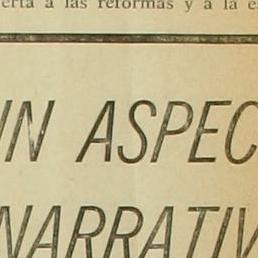 erta a las reformas y a la e
IN ASPEC
NARRATIV